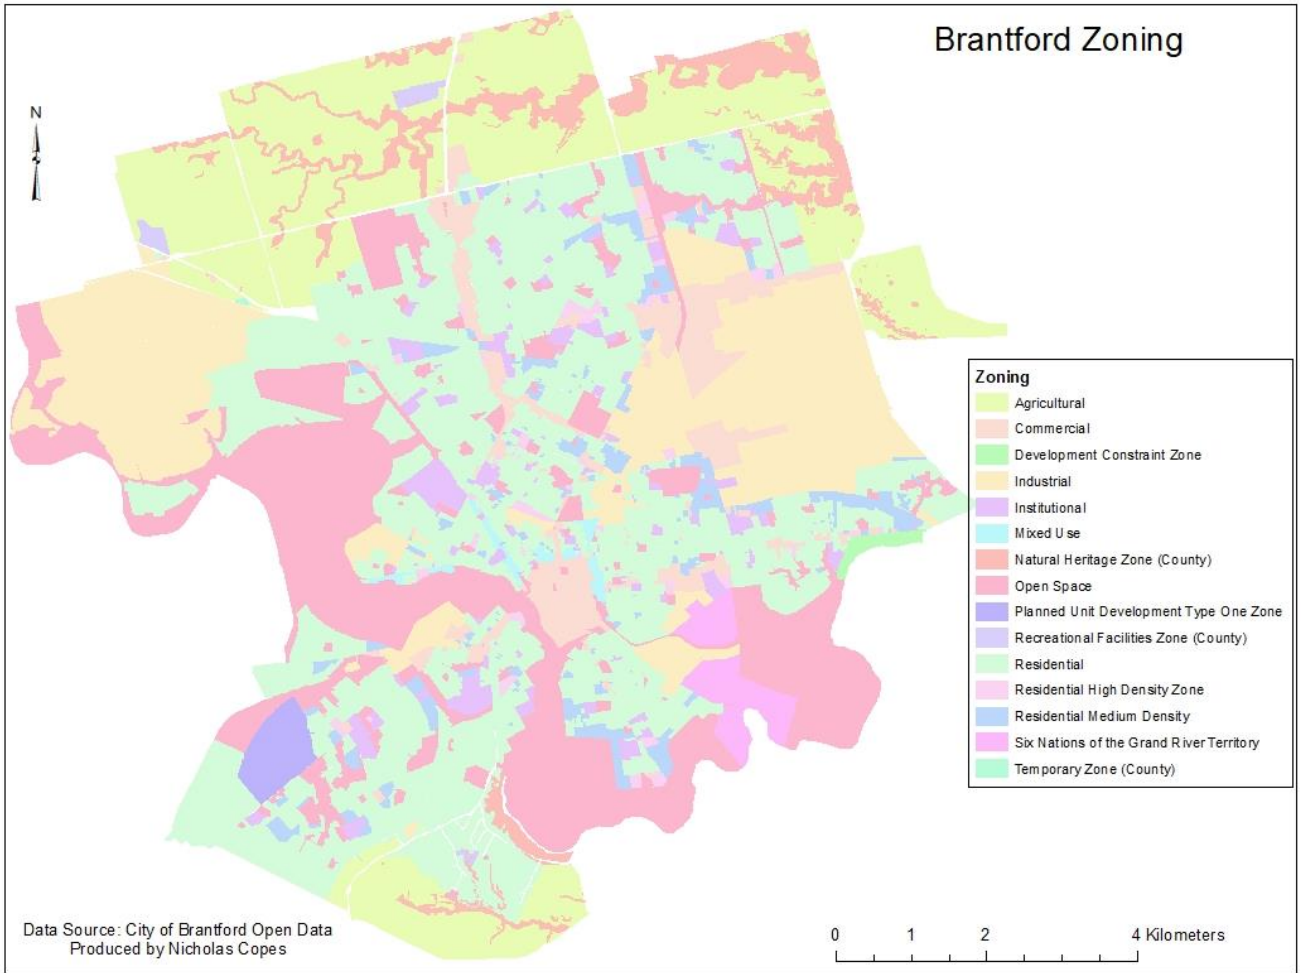 Brantford Zoning
N
Zoning
Agricultural
Commercial
Development Constraint Zone
Industrial
Institutional
Mixed Use
Natural Heritage Zone (County)
Open Space
Planned Unit Development Type One Zone
Recreational Facilities Zone (County)
Residential
Residential High Density Zone
Residential Medium Density
Six Nations of the Grand River Territory
Temporary Zone (County)
Data Source: City of Brantford Open Data
Produced by Nicholas Copes
0 1 2 4 Kilometers